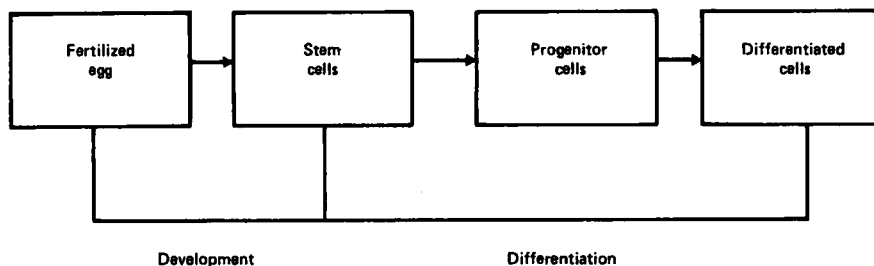 Fertilized
egg
Stem
cells
Progenitor
cells
Differentiated
cells
Development
Differentiation